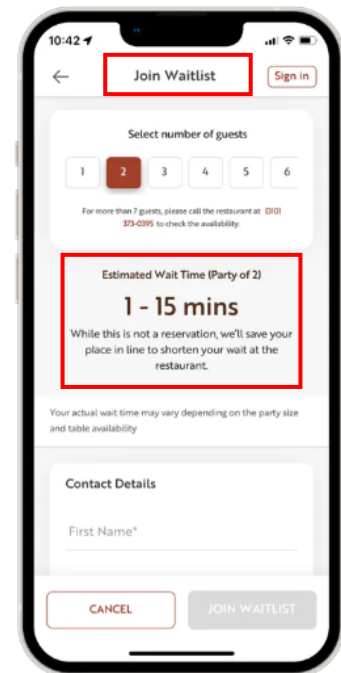 10:42
Join Waitlist
Sign in
Select number of guests
1 2 3 4 5 6
For more than 7 guests, please call the restaurant at (310)
373-0395 to check the availability.
Estimated Wait Time (Party of 2)
1 - 15 mins
While this is not a reservation, we'll save your
place in line to shorten your wait at the
restaurant.
Your actual wait time may vary depending on the party size
and table availability
Contact Details
First Name*
CANCEL
JOIN WAITLIST